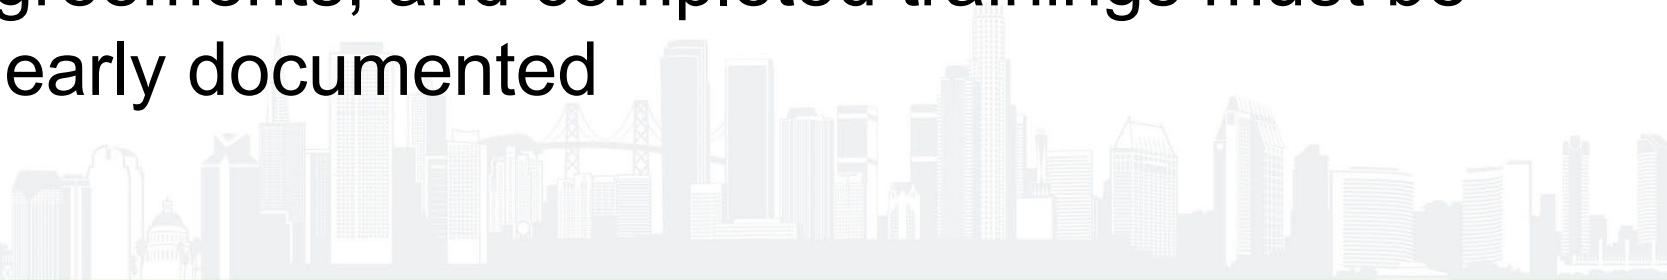 greements, and completed trainings must be
early documented